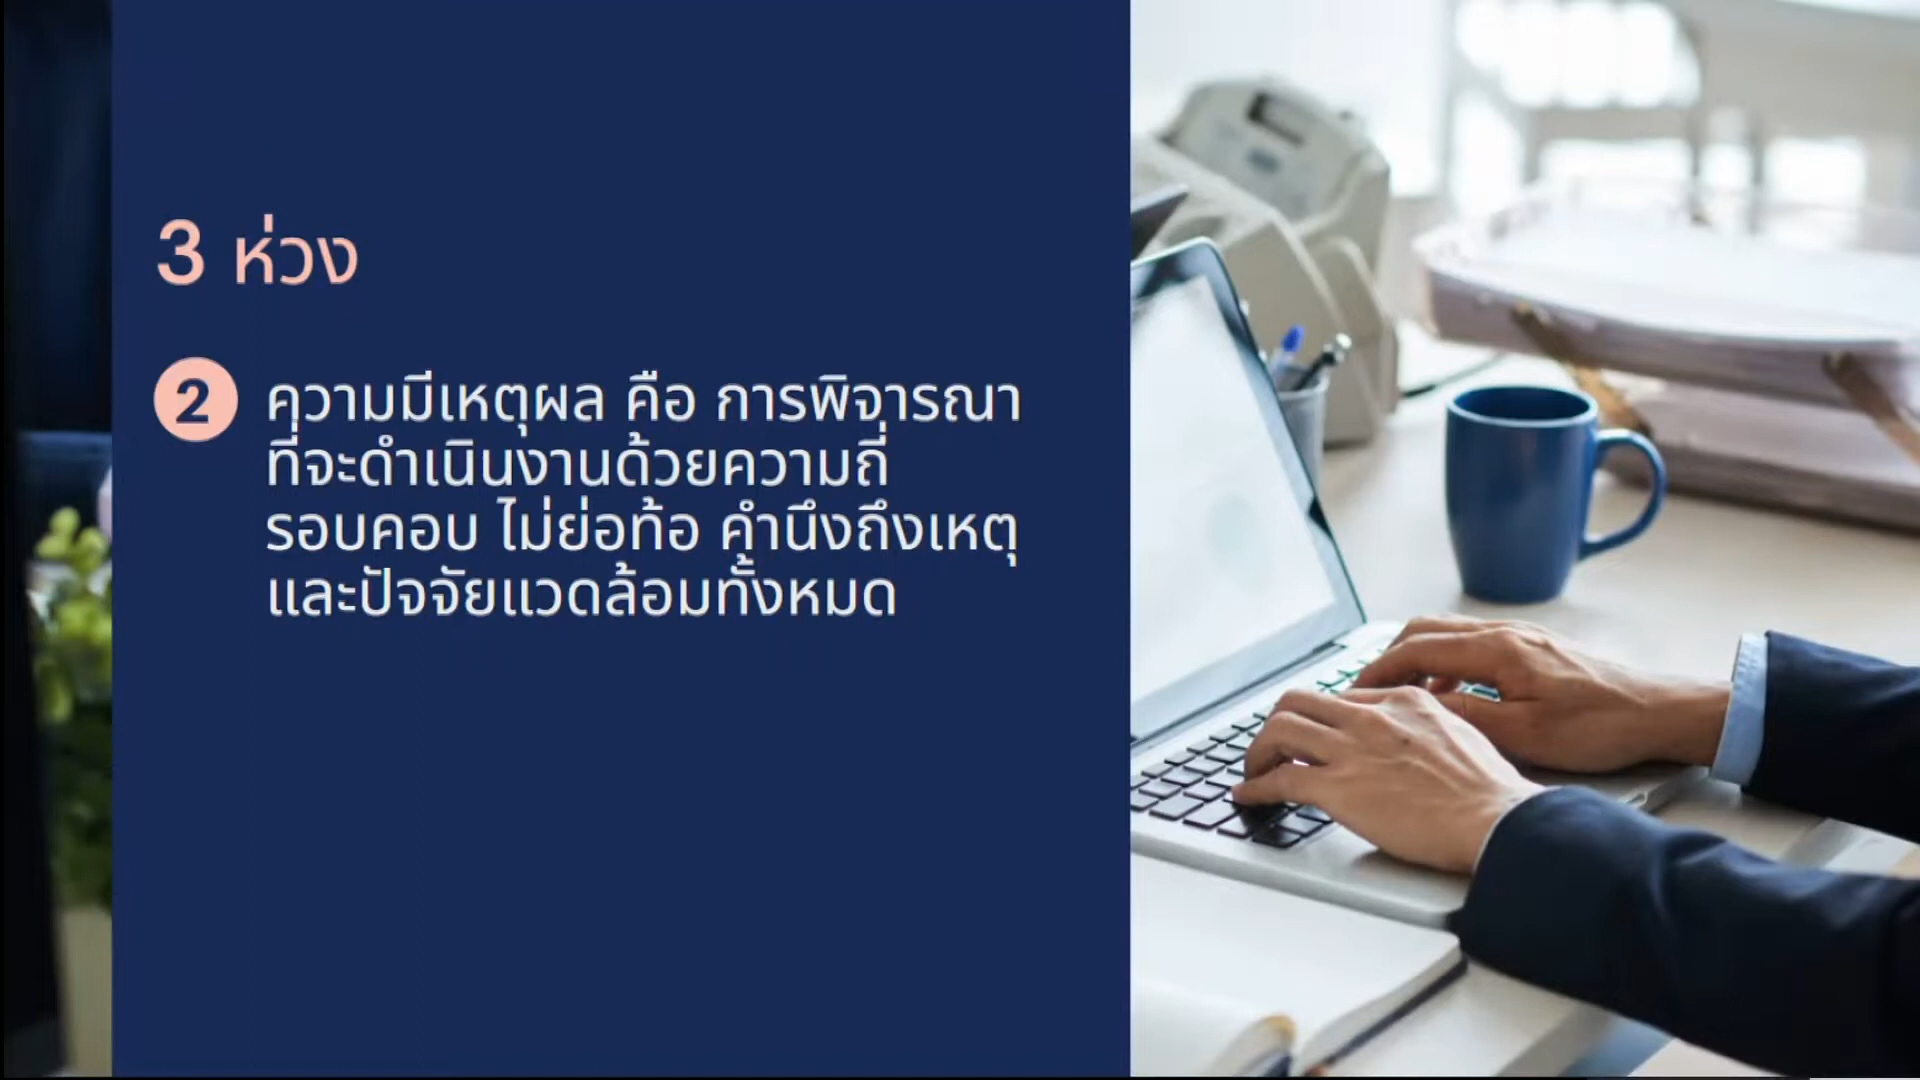 3 ห่วง
2 ความมีเหตุผล คือ การพิจารณา
ที่จะดำเนินงานด้วยความถี่
รอบคอบ ไม่ย่อท้อ คำนึงถึงเหตุ
และปัจจัยแวดล้อมทั้งหมด